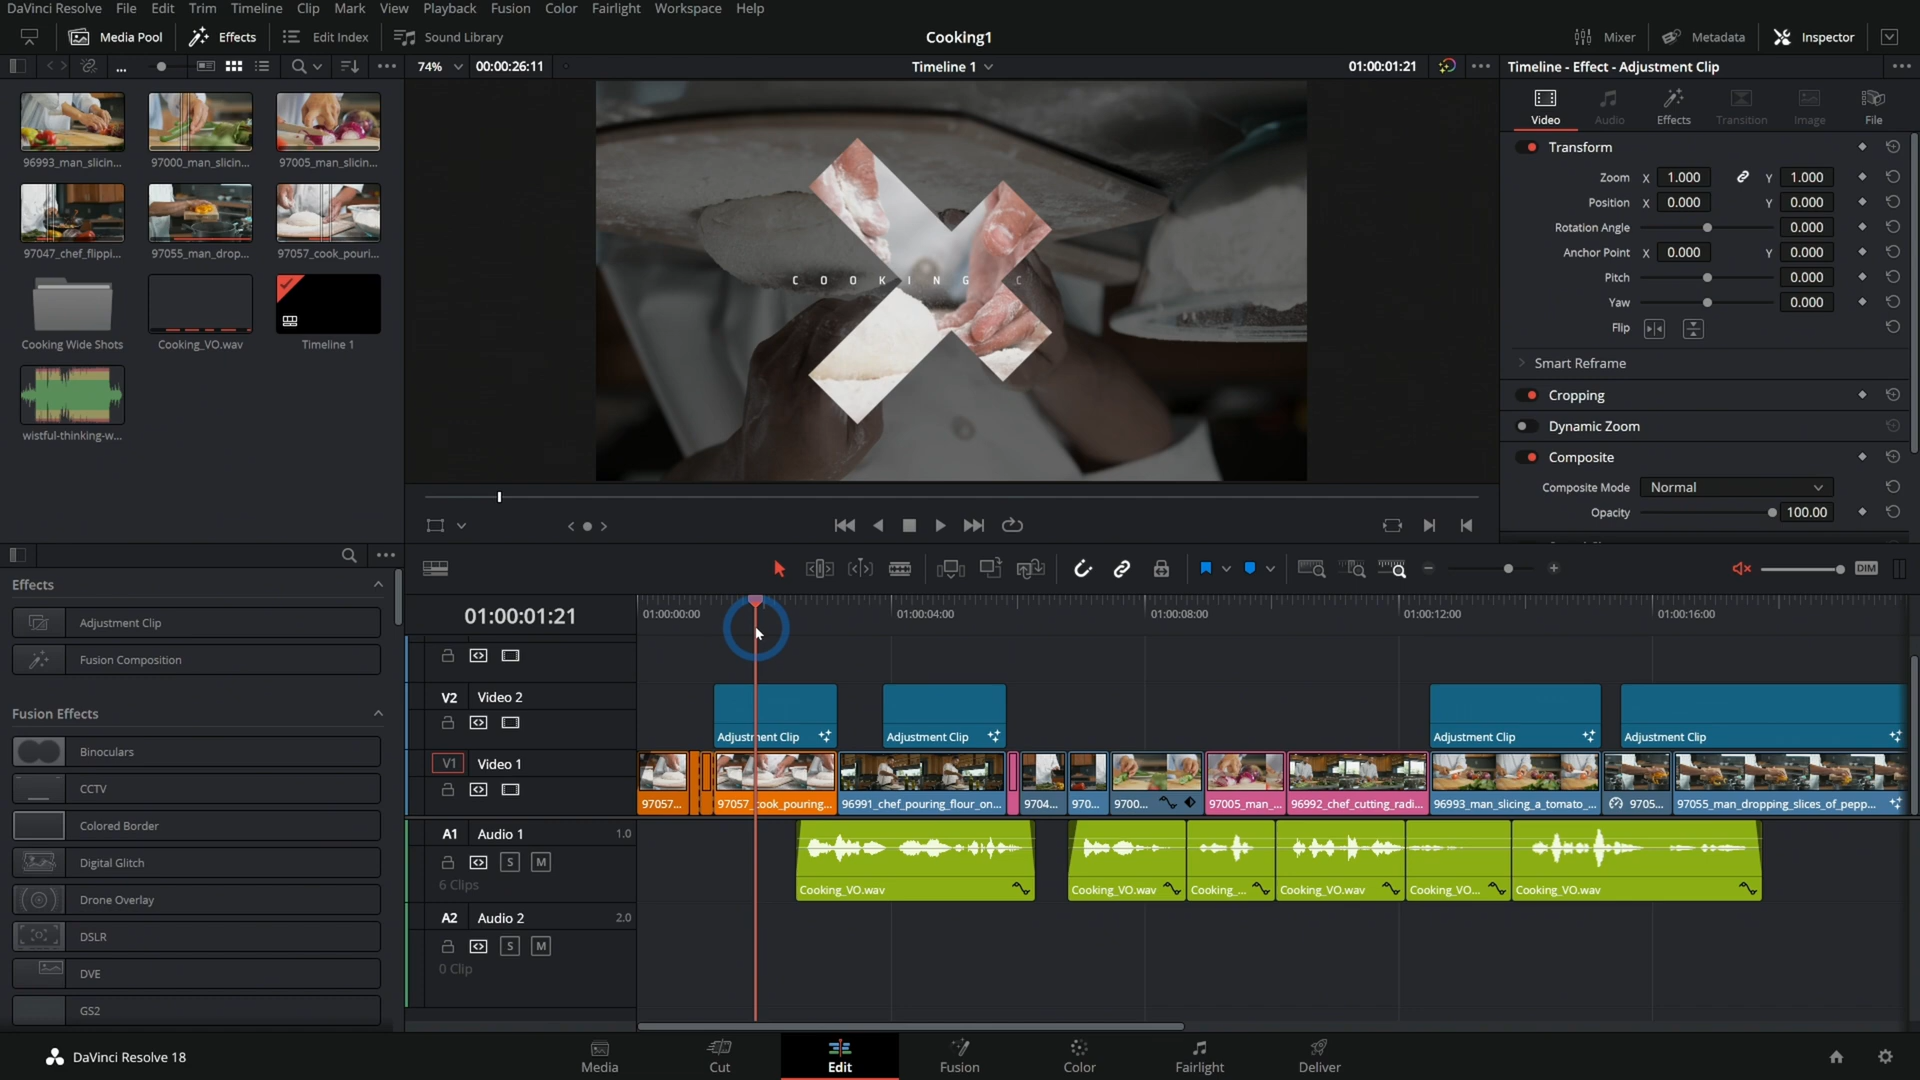 DaVinci Resolve File Edit Trim Timeline Clip Mark View Playback Fusion Color Fairlight Workspace Help
Media Pool Effects Edit Index Sound Library Cooking1 Mixer Metadata Inspector
... 74% 00:00:26:11 Timeline 1 01:00:01:21 Timeline - Effect - Adjustment Clip
Video Audio Effects Transition Image File
96993_man_slicin... 97000_man_slicin... 97005_man_slicin...
97047_chef_flippi... 97055_man_drop... 97057_cook_pouri...
Cooking Wide Shots Cooking_VO.wav Timeline 1
wistful-thinking-w...
C O O K I N G C
Transform
Zoom X 1.000 Y 1.000
Position X 0.000 Y 0.000
Rotation Angle 0.000
Anchor Point X 0.000 Y 0.000
Pitch 0.000
Yaw 0.000
Flip
Smart Reframe
Cropping
Dynamic Zoom
Composite
Composite Mode Normal
Opacity 100.00
Effects
Adjustment Clip
Fusion Composition
Fusion Effects
Binoculars
CCTV
Colored Border
Digital Glitch
Drone Overlay
DSLR
DVE
GS2
DIM
01:00:01:21 01:00:00:00 01:00:04:00 01:00:08:00 01:00:12:00 01:00:16:00
V2 Video 2
Adjustment Clip Adjustment Clip Adjustment Clip Adjustment Clip
V1 Video 1
97057... 97057_cook_pouring... 96991_chef_pouring_flour_on... 9704... 970... 9700... 97005_man_... 96992_chef_cutting_radi... 96993_man_slicing_a_tomato_... 9705... 97055_man_dropping_slices_of_pepp...
A1 Audio 1 1.0
S M
6 Clips
Cooking_VO.wav Cooking_VO.wav Cooking_... Cooking_VO.wav Cooking_VO... Cooking_VO.wav
A2 Audio 2 2.0
S M
0 Clip
DaVinci Resolve 18 Media Cut Edit Fusion Color Fairlight Deliver